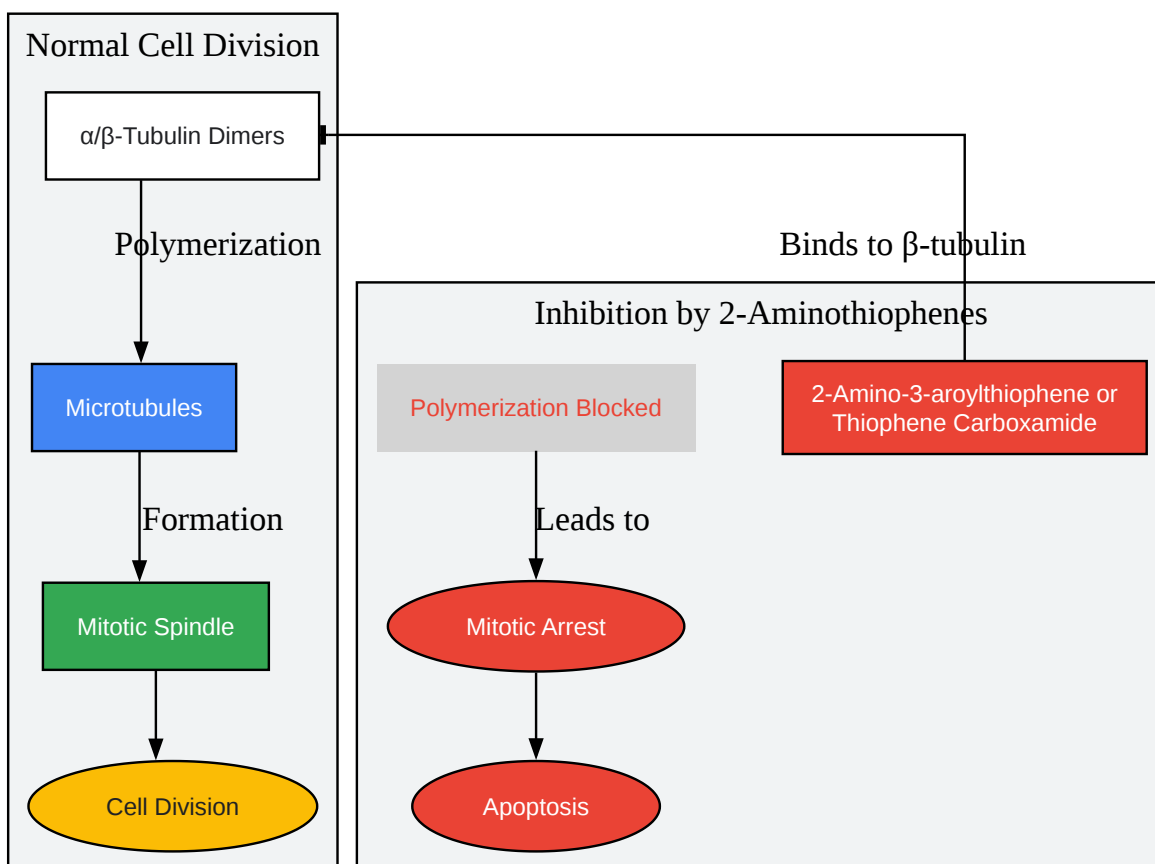 Normal Cell Division
α/β-Tubulin Dimers
Polymerization
Microtubules
Formation
Mitotic Spindle
Cell Division
Binds to β-tubulin
Inhibition by 2-Aminothiophenes
Polymerization Blocked
2-Amino-3-aroylthiophene or
Thiophene Carboxamide
Leads to
Mitotic Arrest
Apoptosis